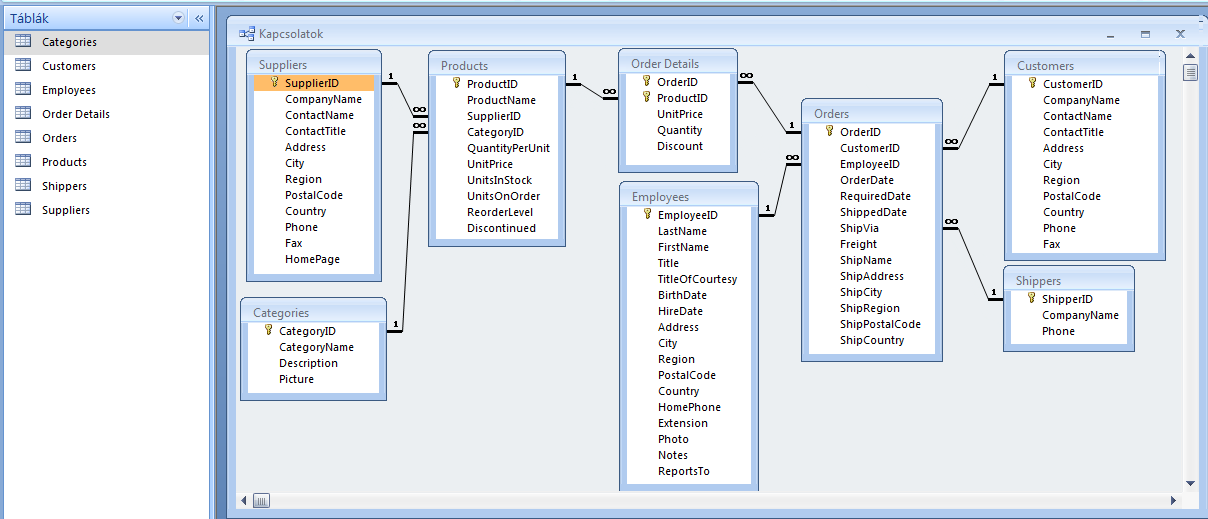 Táblák
Categories
Customers
Employees
Order Details
Orders
Products
Shippers
Suppliers
Kapcsolatok
Suppliers
SupplierID
CompanyName
ContactName
ContactTitle
Address
City
Region
PostalCode
Country
Phone
Fax
HomePage
Categories
CategoryID
CategoryName
Description
Picture
Products
ProductID
ProductName
SupplierID
CategoryID
QuantityPerUnit
UnitPrice
UnitsInStock
UnitsOnOrder
ReorderLevel
Discontinued
Order Details
OrderID
ProductID
UnitPrice
Quantity
Discount
Employees
EmployeeID
LastName
FirstName
Title
TitleOfCourtesy
BirthDate
HireDate
Address
City
Region
PostalCode
Country
HomePhone
Extension
Photo
Notes
ReportsTo
Orders
OrderID
CustomerID
EmployeeID
OrderDate
RequiredDate
ShippedDate
ShipVia
Freight
ShipName
ShipAddress
ShipCity
ShipRegion
ShipPostalCode
ShipCountry
Customers
CustomerID
CompanyName
ContactName
ContactTitle
Address
City
Region
PostalCode
Country
Phone
Fax
Shippers
ShipperID
CompanyName
Phone
1
∞
∞
1
1
∞
∞
1
∞
1
1
∞
∞
1